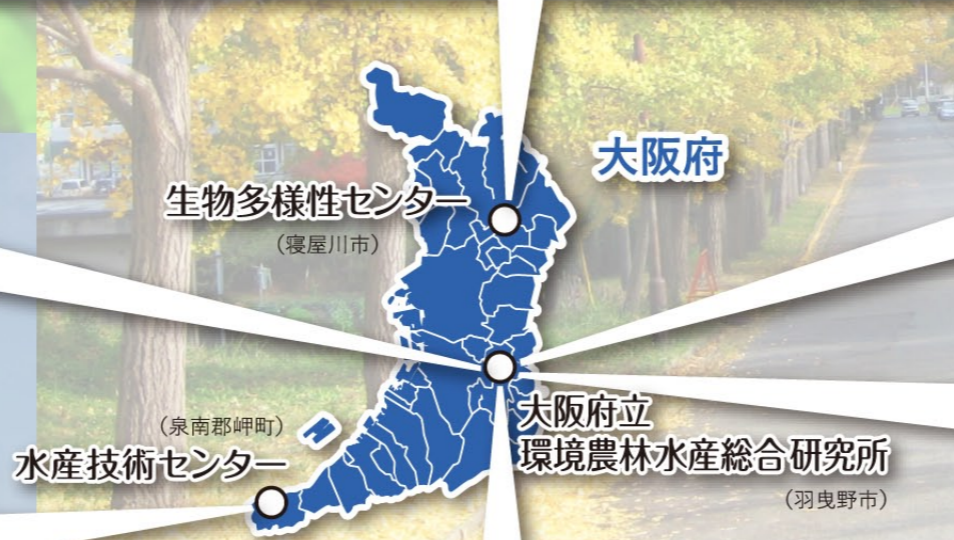 大阪府
生物多様性センター
（寝屋川市）
大阪府立
環境農林水産総合研究所
（羽曳野市）
（泉南郡岬町）
水産技術センター